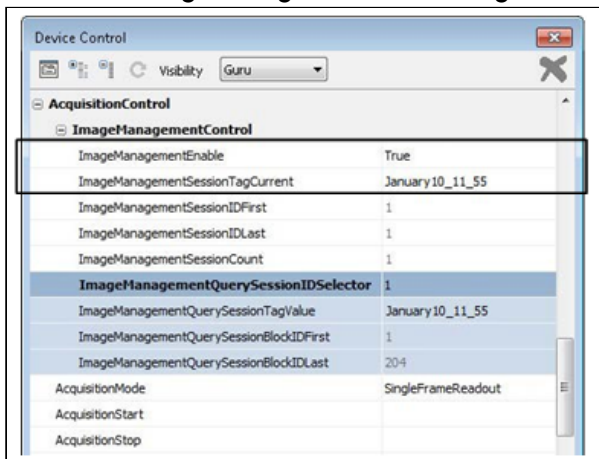 Device Control
Visibility Guru
AcquisitionControl
ImageManagementControl
ImageManagementEnable True
ImageManagementSessionTagCurrent January10_11_55
ImageManagementSessionIDFirst 1
ImageManagementSessionIDLast 1
ImageManagementSessionCount 1
ImageManagementQuerySessionIDSelector 1
ImageManagementQuerySessionTagValue January10_11_55
ImageManagementQuerySessionBlockIDFirst 1
ImageManagementQuerySessionBlockIDLast 204
AcquisitionMode SingleFrameReadout
AcquisitionStart
AcquisitionStop